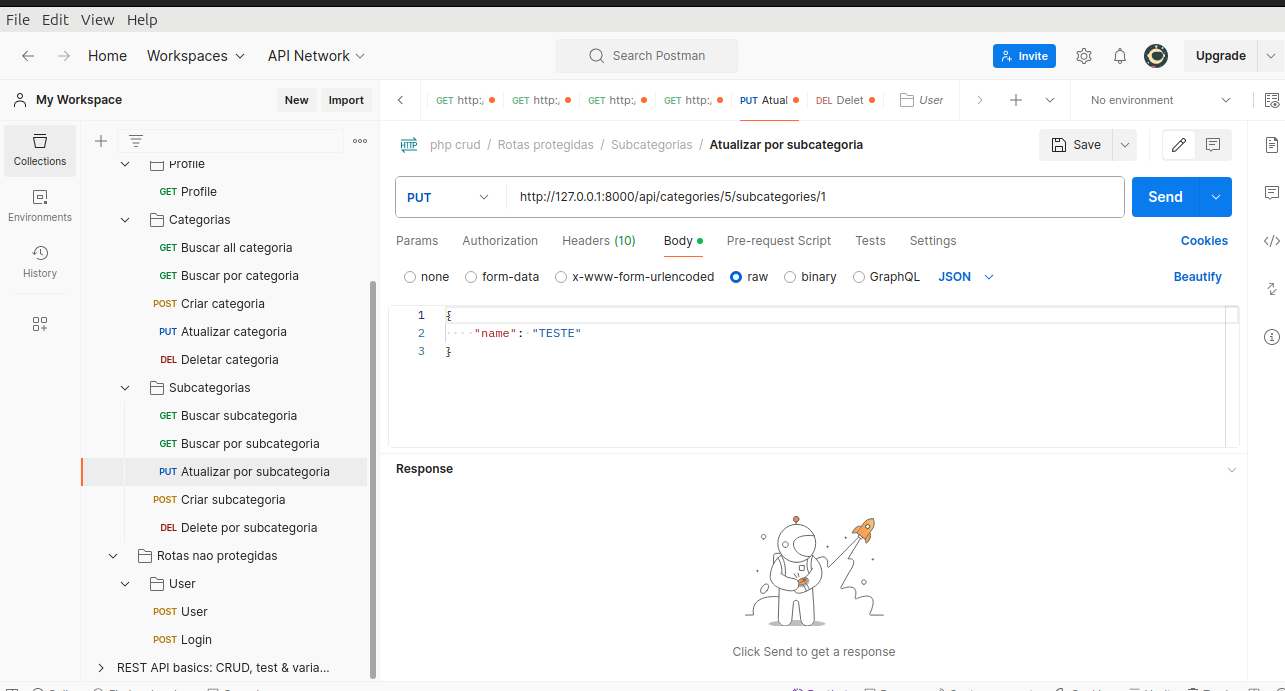 File Edit View Help
Home Workspaces API Network Search Postman Invite Upgrade
My Workspace New Import
GET http:/ GET http:/ GET http:/ GET http:/ PUT Atual DEL Delet User No environment
Collections
Environments
History
Profile
GET Profile
Categorias
GET Buscar all categoria
GET Buscar por categoria
POST Criar categoria
PUT Atualizar categoria
DEL Deletar categoria
Subcategorias
GET Buscar subcategoria
GET Buscar por subcategoria
PUT Atualizar por subcategoria
POST Criar subcategoria
DEL Delete por subcategoria
Rotas nao protegidas
User
POST User
POST Login
REST API basics: CRUD, test & varia...
HTTP php crud / Rotas protegidas / Subcategorias / Atualizar por subcategoria Save
PUT http://127.0.0.1:8000/api/categories/5/subcategories/1 Send
Params Authorization Headers (10) Body Pre-request Script Tests Settings Cookies
none form-data x-www-form-urlencoded raw binary GraphQL JSON Beautify
1 {
2 "name": "TESTE"
3 }
Response
Click Send to get a response